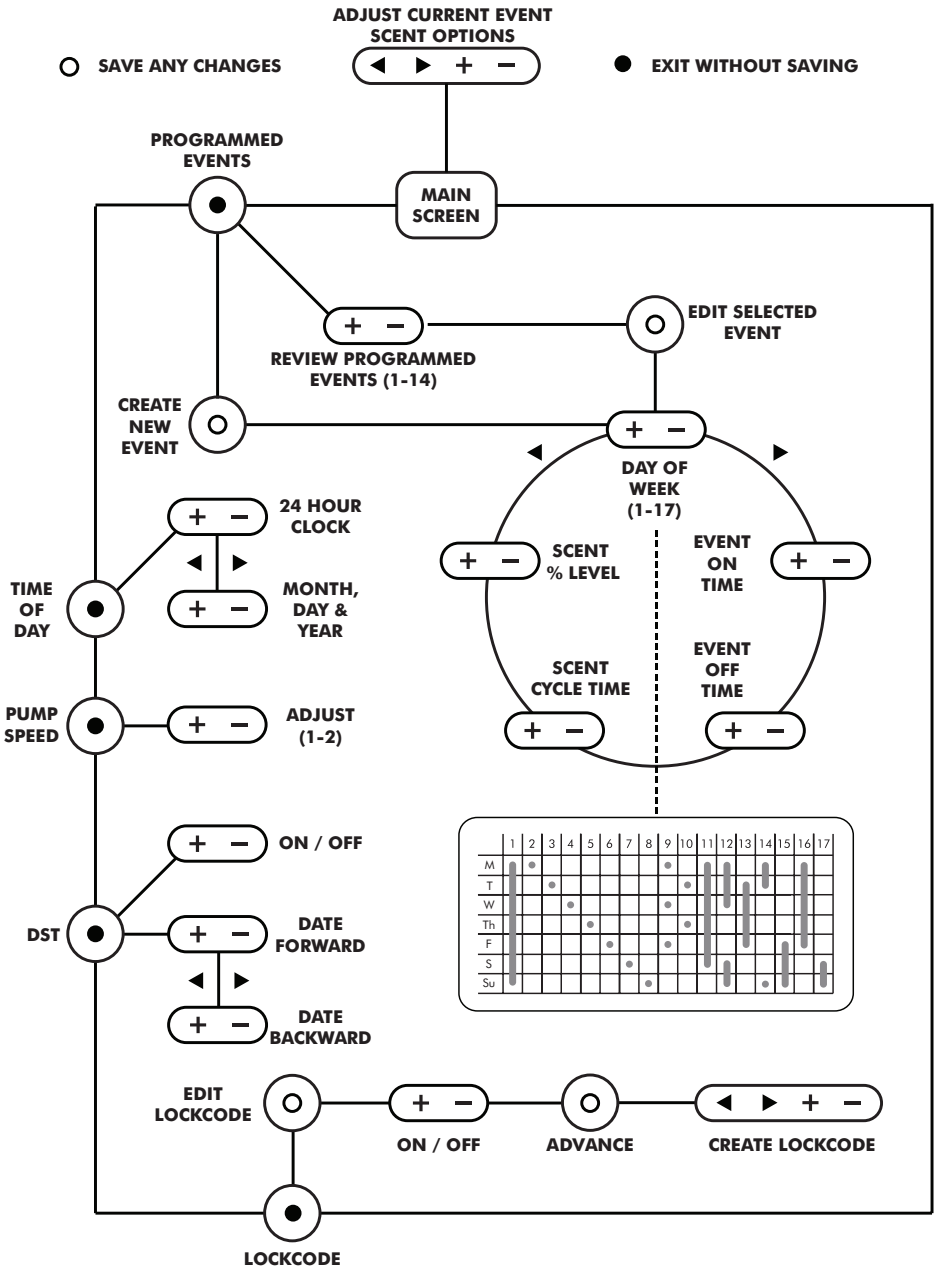 ADJUST CURRENT EVENT
SCENT OPTIONS
SAVE ANY CHANGES
◀ ▶ + −
EXIT WITHOUT SAVING
PROGRAMMED
EVENTS
MAIN
SCREEN
+ −
EDIT SELECTED
EVENT
REVIEW PROGRAMMED
EVENTS (1-14)
CREATE
NEW
EVENT
+ −
◀ ▶
DAY OF
WEEK
(1-17)
+ −
24 HOUR
CLOCK
◀ ▶
+ −
MONTH,
DAY &
YEAR
TIME
OF
DAY
+ −
SCENT
% LEVEL
EVENT
ON
TIME
+ −
SCENT
CYCLE TIME
+ −
EVENT
OFF
TIME
+ −
PUMP
SPEED
+ −
ADJUST
(1-2)
+ −
ON / OFF
DST
+ −
DATE
FORWARD
◀ ▶
+ −
DATE
BACKWARD
1 2 3 4 5 6 7 8 9 10 11 12 13 14 15 16 17
M
T
W
Th
F
S
Su
EDIT
LOCKCODE
+ −
ON / OFF
ADVANCE
◀ ▶ + −
CREATE LOCKCODE
LOCKCODE